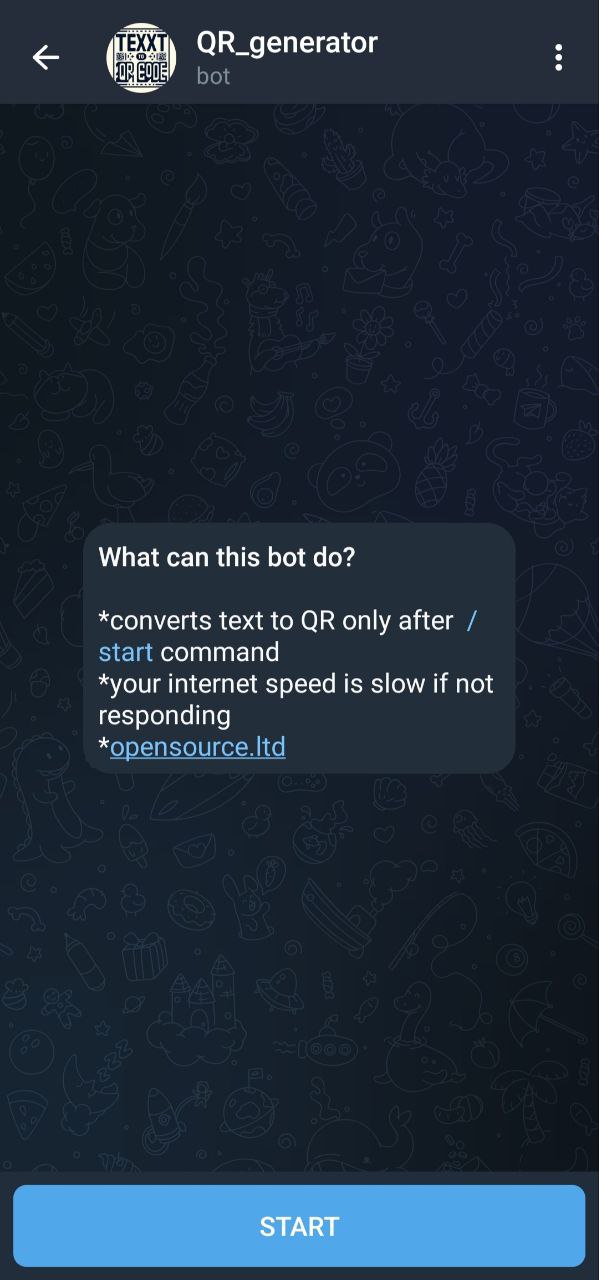 TEXXT
TO
QR CODE
QR_generator
bot
What can this bot do?
*converts text to QR only after /
start command
*your internet speed is slow if not
responding
*opensource.ltd
START